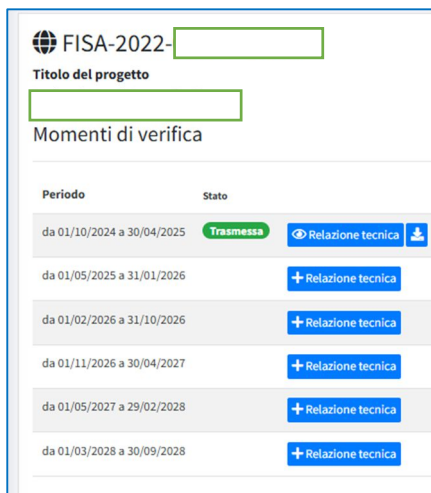 FISA-2022-
Titolo del progetto
Momenti di verifica
Periodo Stato
da 01/10/2024 a 30/04/2025 Trasmessa Relazione tecnica
da 01/05/2025 a 31/01/2026 + Relazione tecnica
da 01/02/2026 a 31/10/2026 + Relazione tecnica
da 01/11/2026 a 30/04/2027 + Relazione tecnica
da 01/05/2027 a 29/02/2028 + Relazione tecnica
da 01/03/2028 a 30/09/2028 + Relazione tecnica